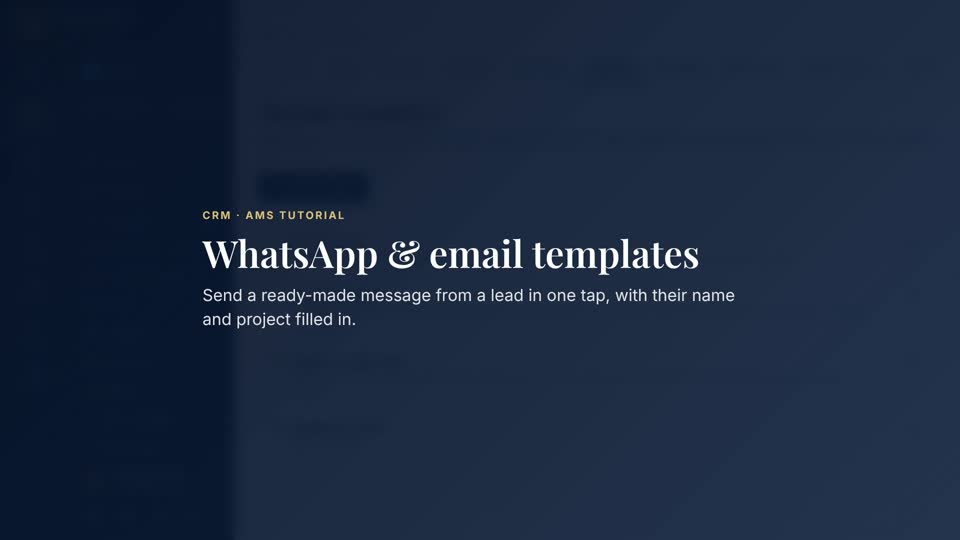 CRM · AMS TUTORIAL
WhatsApp & email templates
Send a ready-made message from a lead in one tap, with their name
and project filled in.